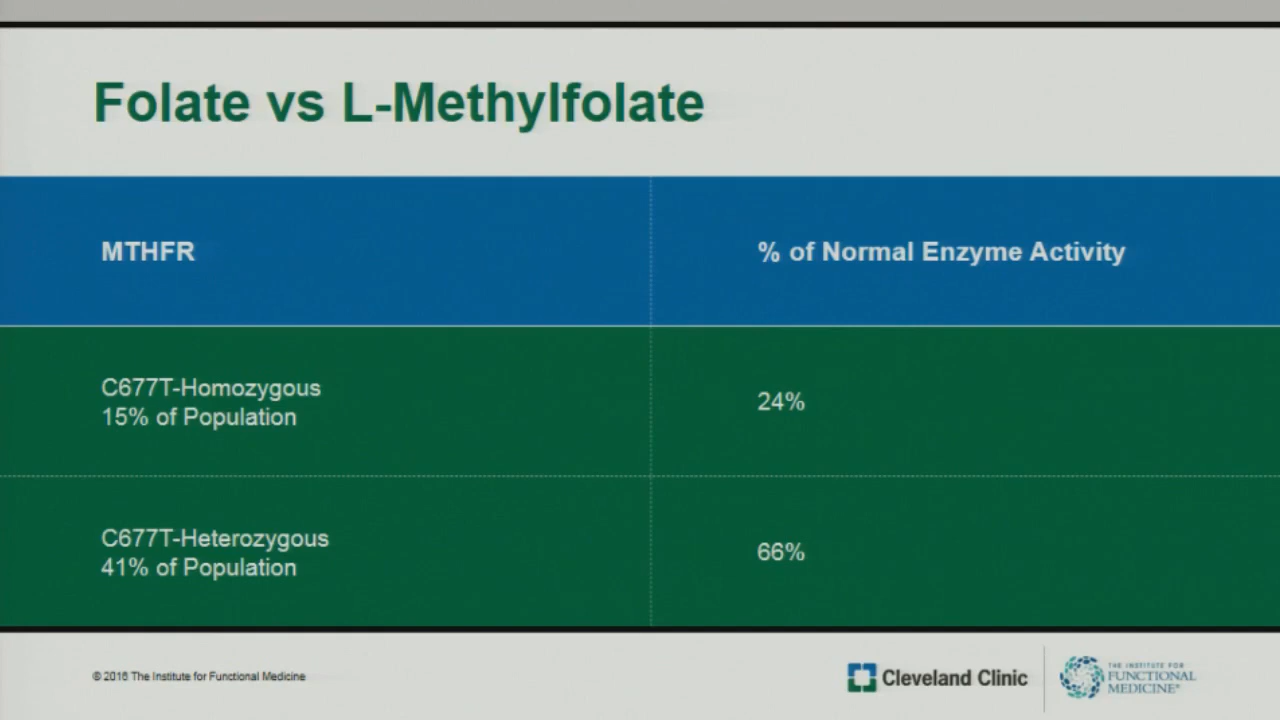 Folate vs L-Methylfolate
MTHFR
% of Normal Enzyme Activity
C677T-Homozygous
15% of Population
24%
C677T-Heterozygous
41% of Population
66%
© 2016 The Institute for Functional Medicine
Cleveland Clinic
THE INSTITUTE FOR
FUNCTIONAL
MEDICINE®